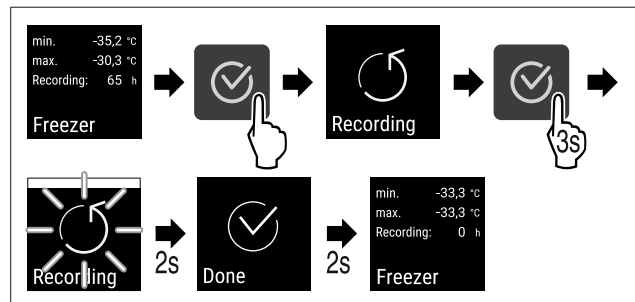 min. -35,2 °C
max. -30,3 °C
Recording: 65 h
Freezer
Recording
3s
Recording
2s
Done
2s
min. -33,3 °C
max. -33,3 °C
Recording: 0 h
Freezer